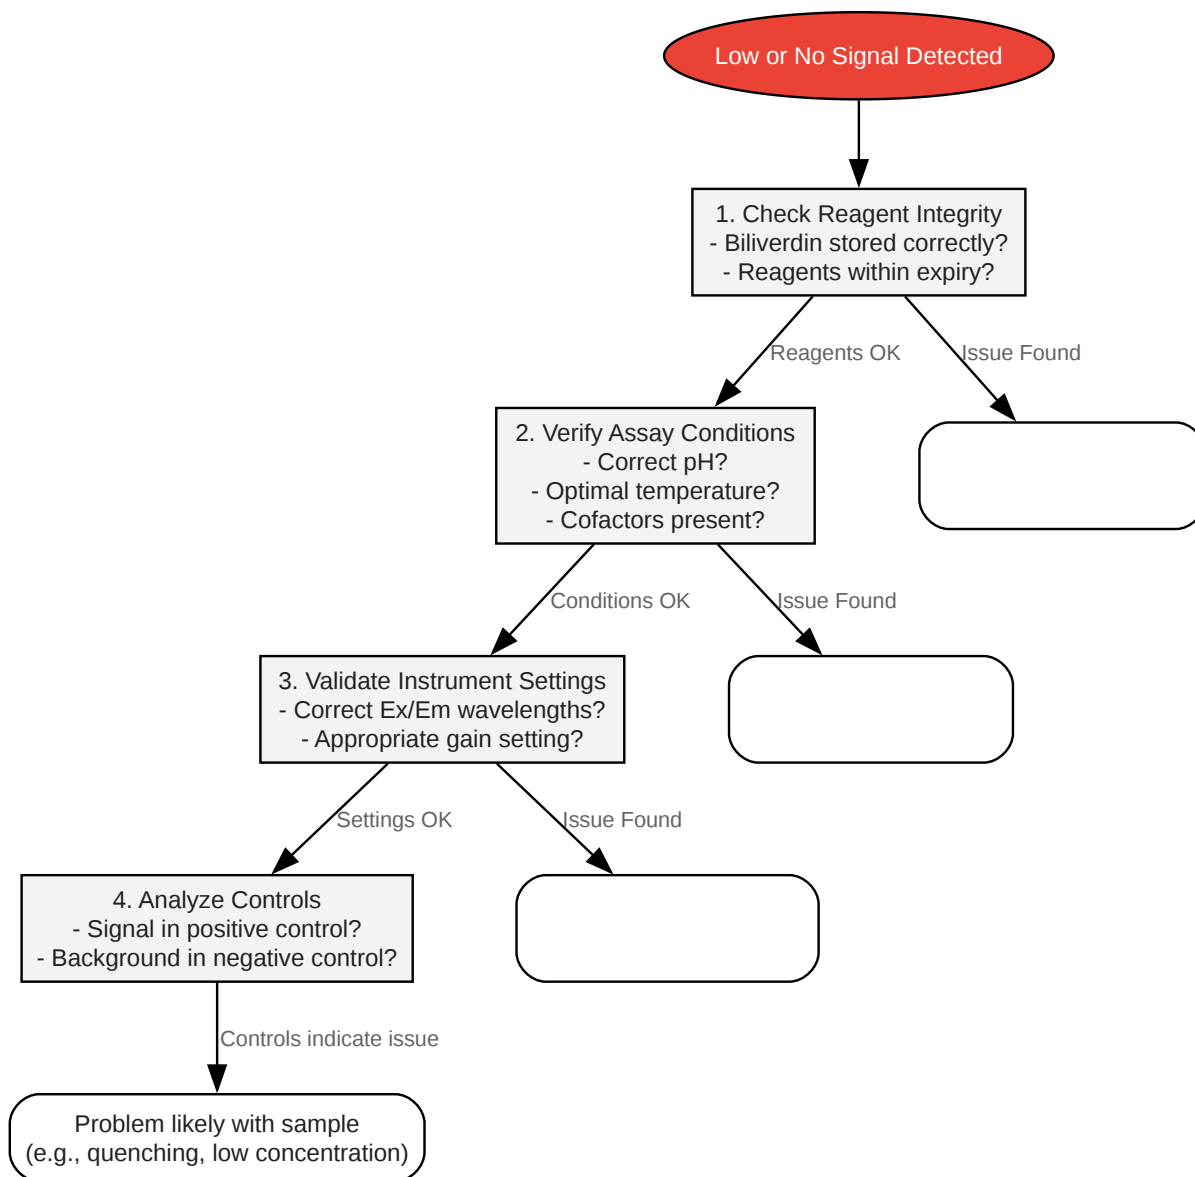 Low or No Signal Detected
1. Check Reagent Integrity
- Biliverdin stored correctly?
- Reagents within expiry?
Reagents OK
Issue Found
2. Verify Assay Conditions
- Correct pH?
- Optimal temperature?
- Cofactors present?
Conditions OK
Issue Found
3. Validate Instrument Settings
- Correct Ex/Em wavelengths?
- Appropriate gain setting?
Settings OK
Issue Found
4. Analyze Controls
- Signal in positive control?
- Background in negative control?
Controls indicate issue
Problem likely with sample
(e.g., quenching, low concentration)